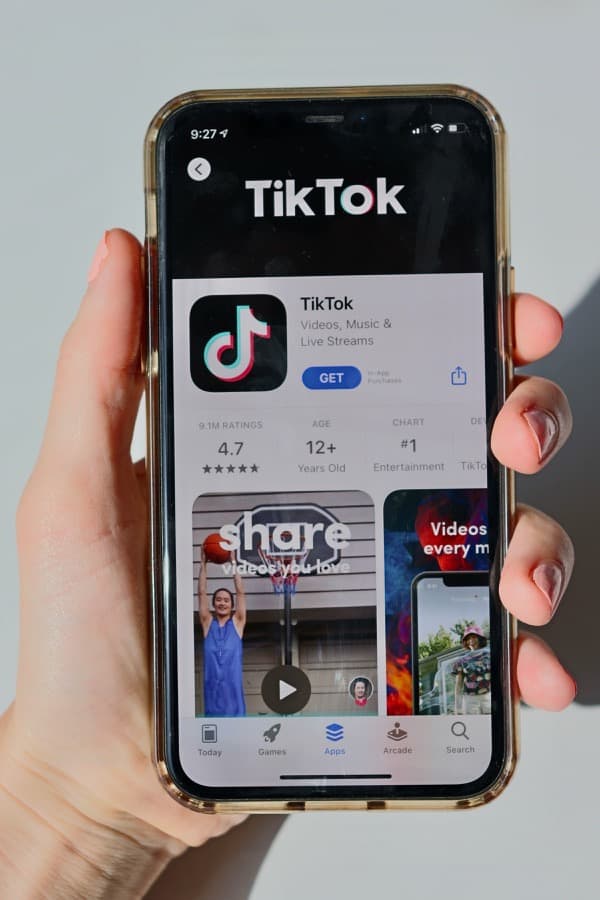 9:27
TikTok
TikTok
Videos, Music &
Live Streams
GET
In-App
Purchases
9.1M RATINGS
4.7
AGE
12+
Years Old
CHART
#1
Entertainment
DEV
TikTo
share
videos you love
Videos
every m
Today
Games
Apps
Arcade
Search